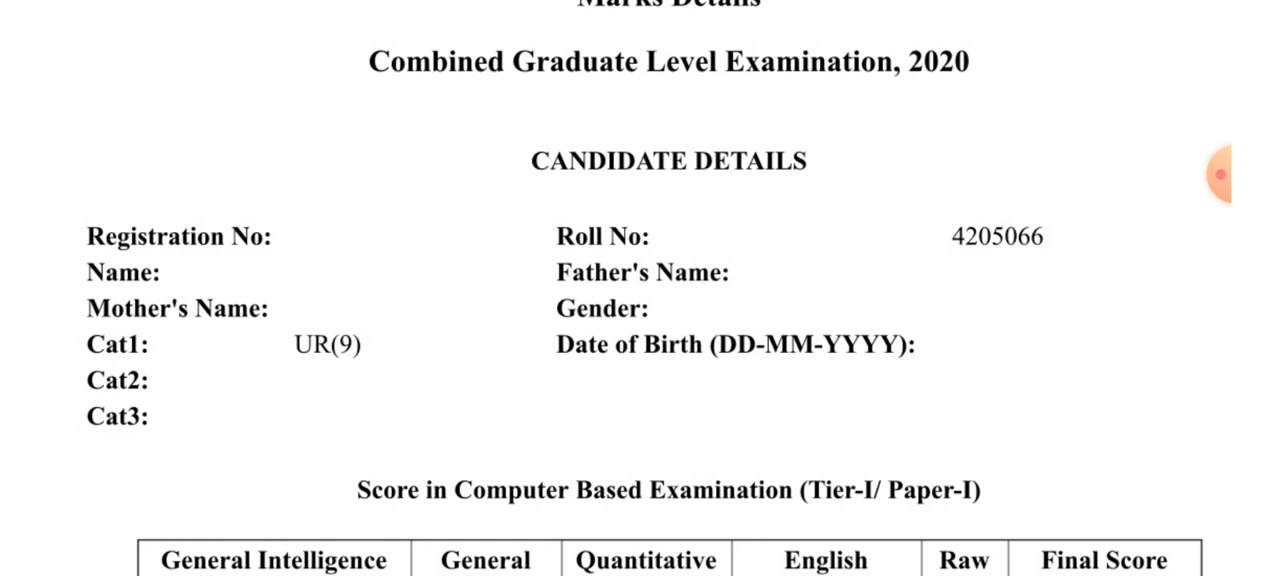 Marks Details
Combined Graduate Level Examination, 2020
CANDIDATE DETAILS
Registration No: Roll No: 4205066
Name: Father's Name:
Mother's Name: Gender:
Cat1: UR(9) Date of Birth (DD-MM-YYYY):
Cat2:
Cat3:
Score in Computer Based Examination (Tier-I/ Paper-I)
General Intelligence General Quantitative English Raw Final Score